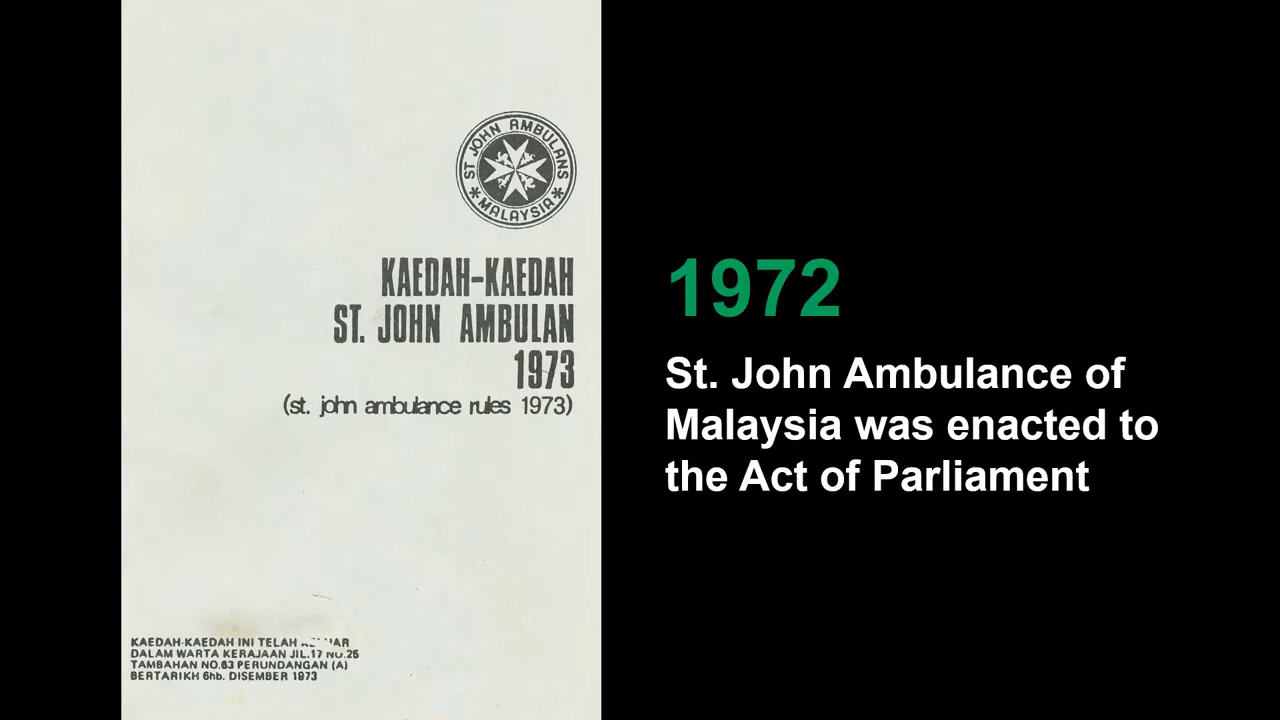 ST JOHN AMBULANS
MALAYSIA
KAEDAH-KAEDAH
ST. JOHN AMBULAN
1973
(st. john ambulance rules 1973)
KAEDAH-KAEDAH INI TELAH
DALAM WARTA KERAJAAN JIL.17 NO.25
TAMBAHAN NO.63 PERUNDANGAN (A)
BERTARIKH 6hb. DISEMBER 1973
1972
St. John Ambulance of
Malaysia was enacted to
the Act of Parliament